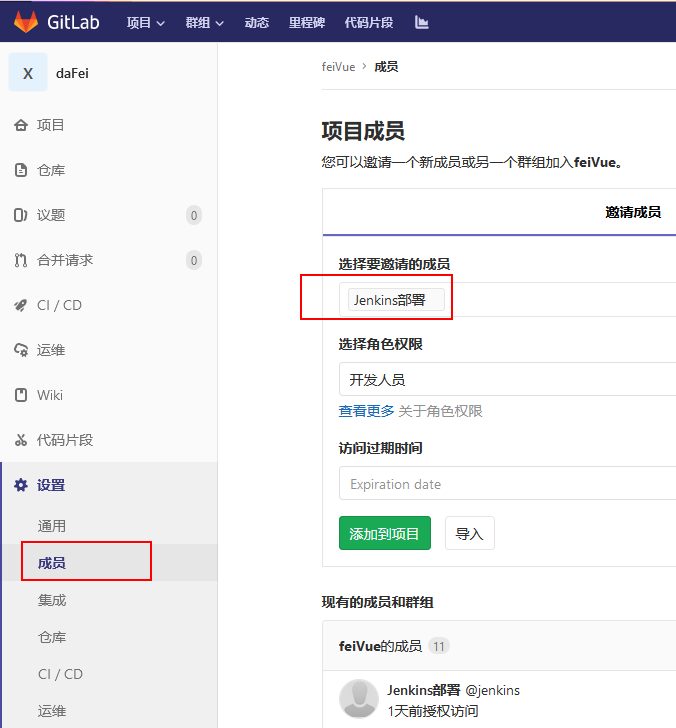 GitLab 项目 群组 动态 里程碑 代码片段
X daFei
项目
仓库
议题 0
合并请求 0
CI / CD
运维
Wiki
代码片段
设置
通用
成员
集成
仓库
CI / CD
运维
feiVue › 成员
项目成员
您可以邀请一个新成员或另一个群组加入feiVue。
邀请成员
选择要邀请的成员
Jenkins部署
选择角色权限
开发人员
查看更多 关于角色权限
访问过期时间
Expiration date
添加到项目 导入
现有的成员和群组
feiVue的成员 11
Jenkins部署 @jenkins
1天前授权访问